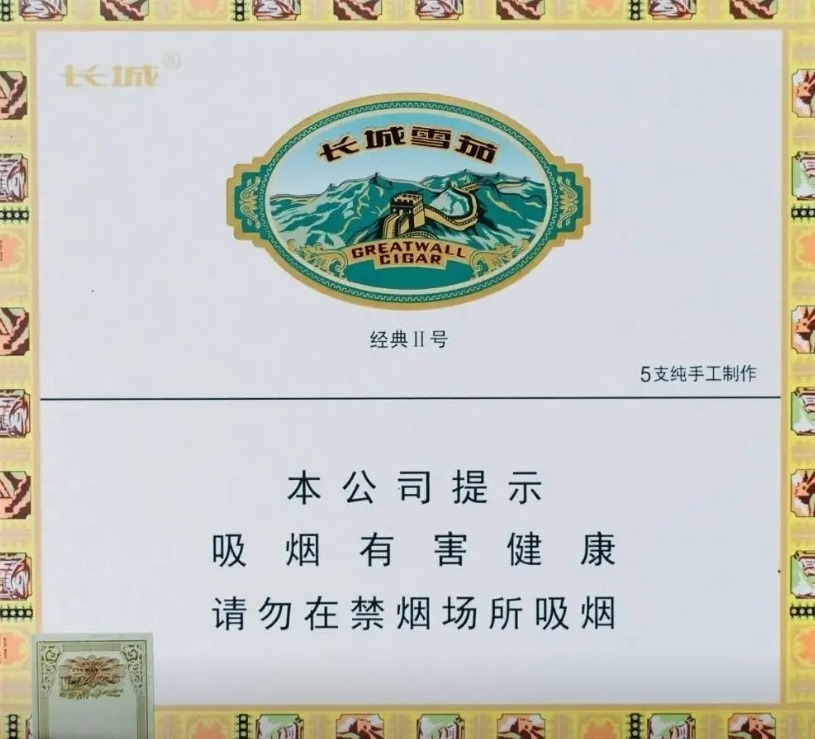 长城®
长城雪茄
GREATWALL
CIGAR
经典Ⅱ号
5支纯手工制作
本公司提示
吸烟有害健康
请勿在禁烟场所吸烟